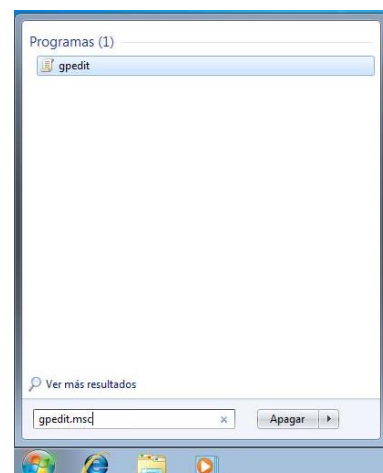 Programas (1)
gpedit
Ver más resultados
gpedit.msc
Apagar